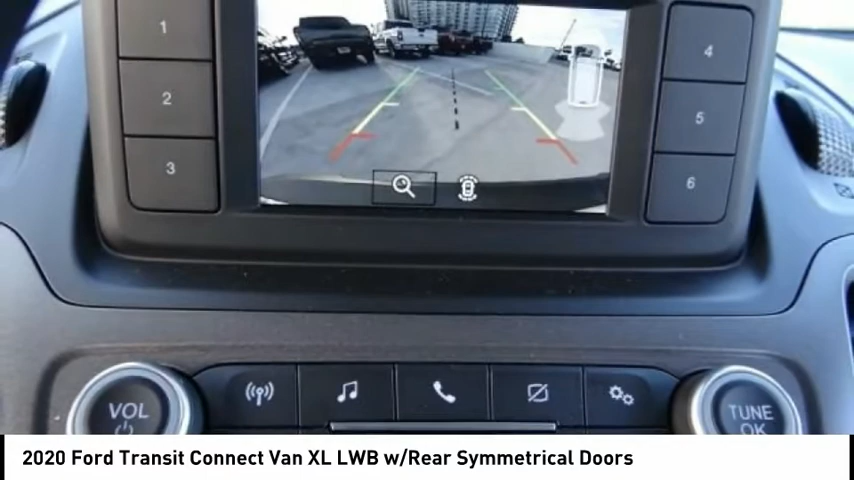 1
2
3
4
5
6
VOL
TUNE
OK
2020 Ford Transit Connect Van XL LWB w/Rear Symmetrical Doors